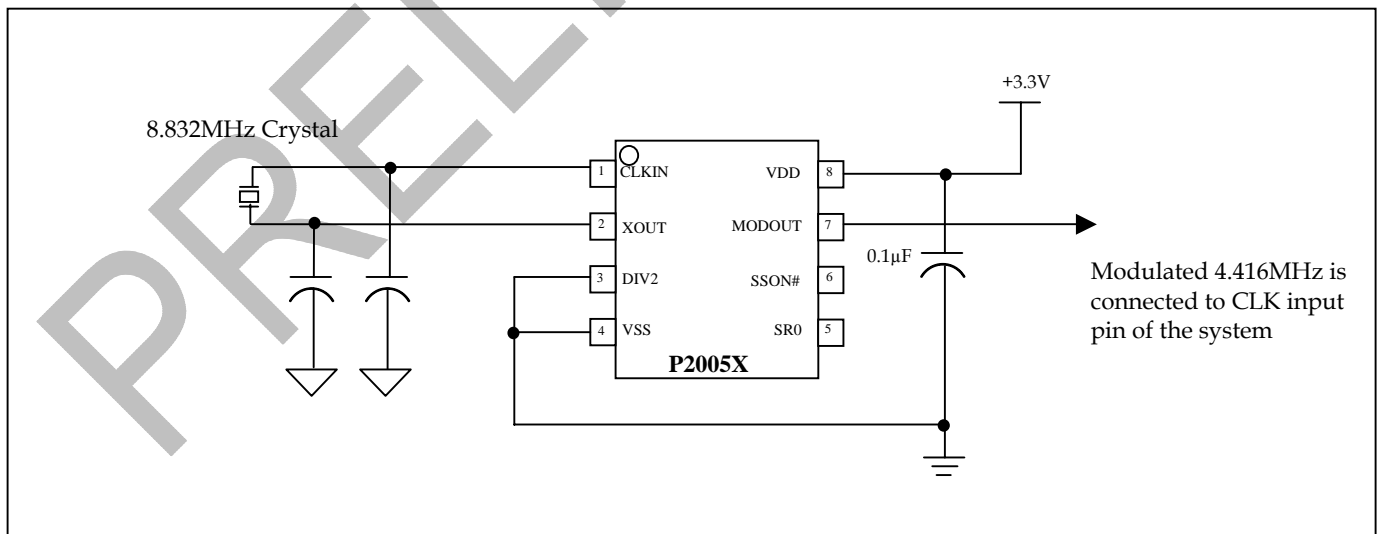 PREL
+3.3V
8.832MHz Crystal
1 CLKIN VDD 8
2 XOUT MODOUT 7
3 DIV2 SSON# 6
4 VSS SR0 5
P2005X
0.1µF
Modulated 4.416MHz is
connected to CLK input
pin of the system